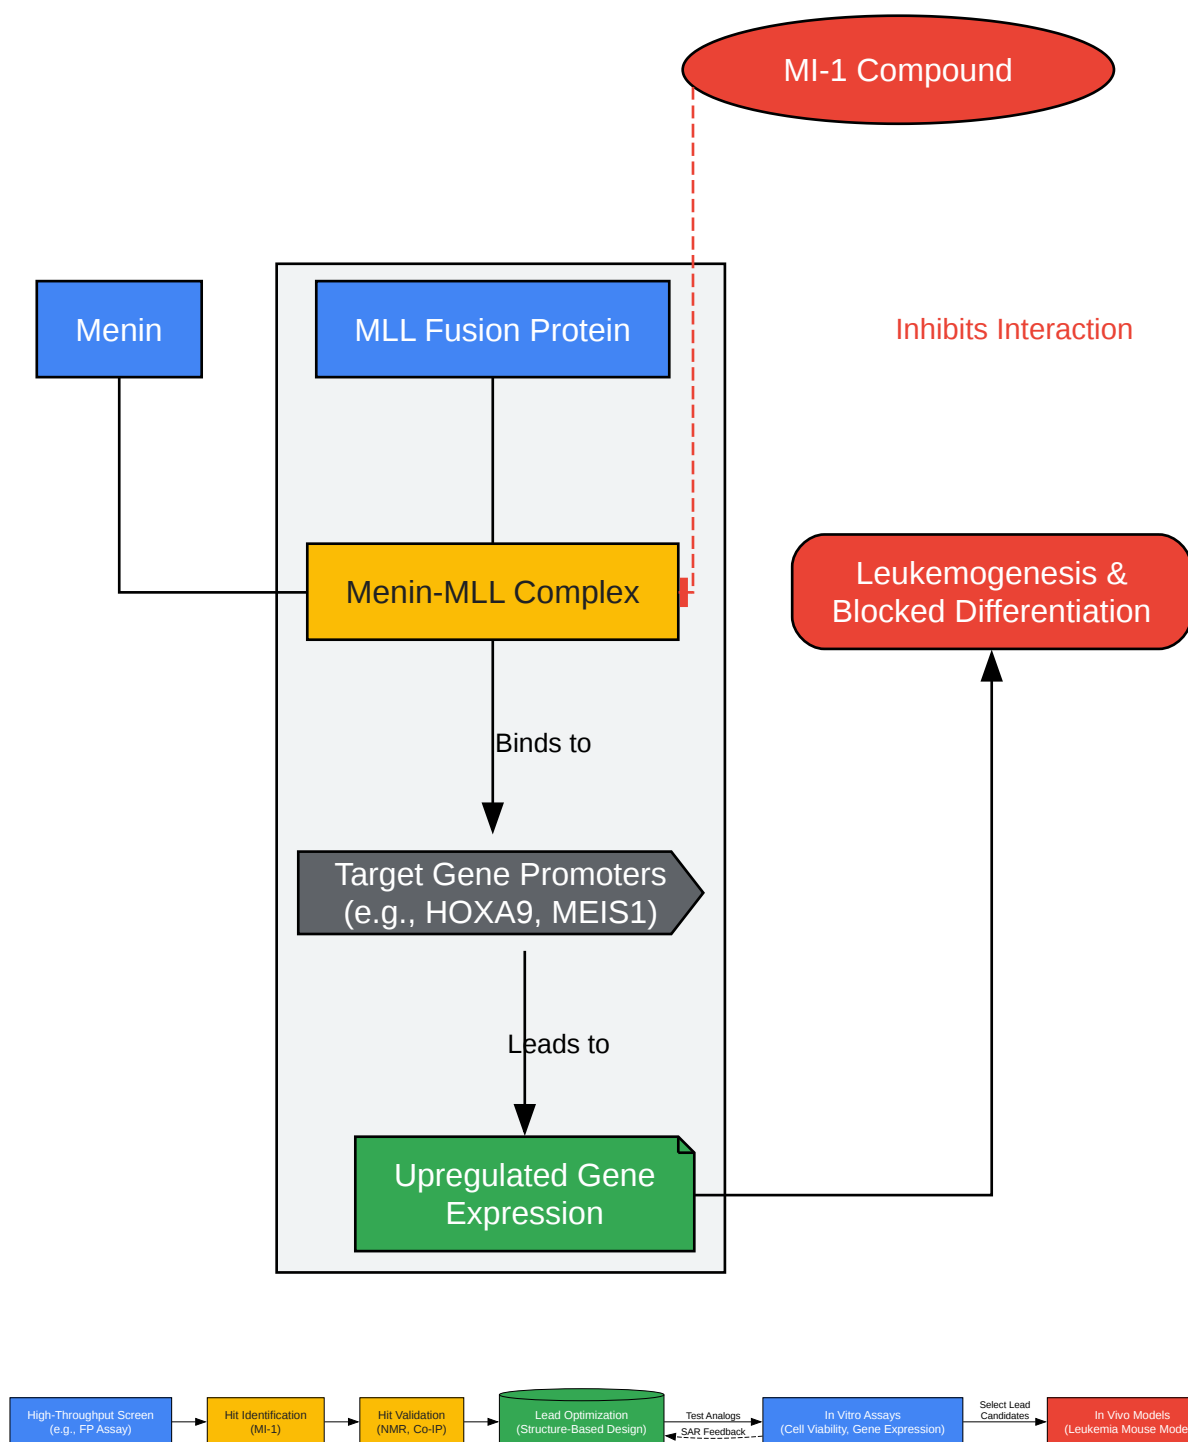 MI-1 Compound
Menin
MLL Fusion Protein
Inhibits Interaction
Menin-MLL Complex
Leukemogenesis &
Blocked Differentiation
Binds to
Target Gene Promoters
(e.g., HOXA9, MEIS1)
Leads to
Upregulated Gene
Expression
High-Throughput Screen
(e.g., FP Assay)
Hit Identification
(MI-1)
Hit Validation
(NMR, Co-IP)
Lead Optimization
(Structure-Based Design)
Test Analogs
SAR Feedback
In Vitro Assays
(Cell Viability, Gene Expression)
Select Lead
Candidates
In Vivo Models
(Leukemia Mouse Mode